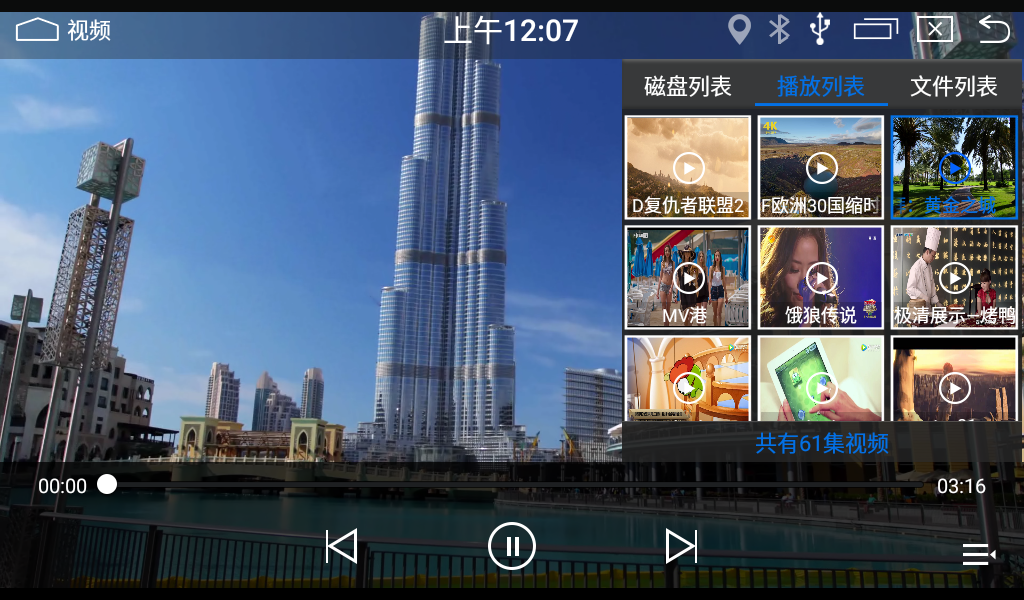 视频
上午12:07
磁盘列表
播放列表
文件列表
4K
D复仇者联盟2
F欧洲30国缩时
黄金之城
MV港
饿狼传说
极清展示—烤鸭
共有61集视频
00:00
03:16